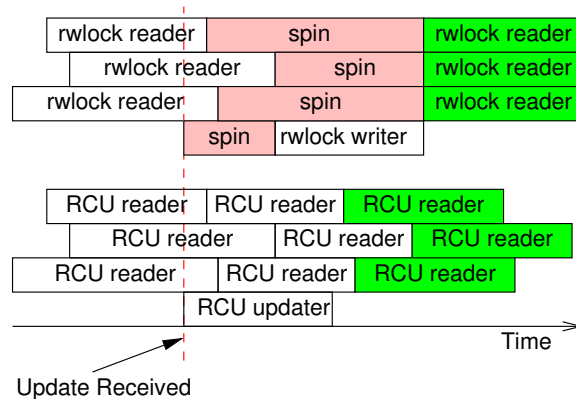 rwlock reader spin rwlock reader
rwlock reader spin rwlock reader
rwlock reader spin rwlock reader
spin rwlock writer
RCU reader RCU reader RCU reader
RCU reader RCU reader RCU reader
RCU reader RCU reader RCU reader
RCU updater
Time
Update Received